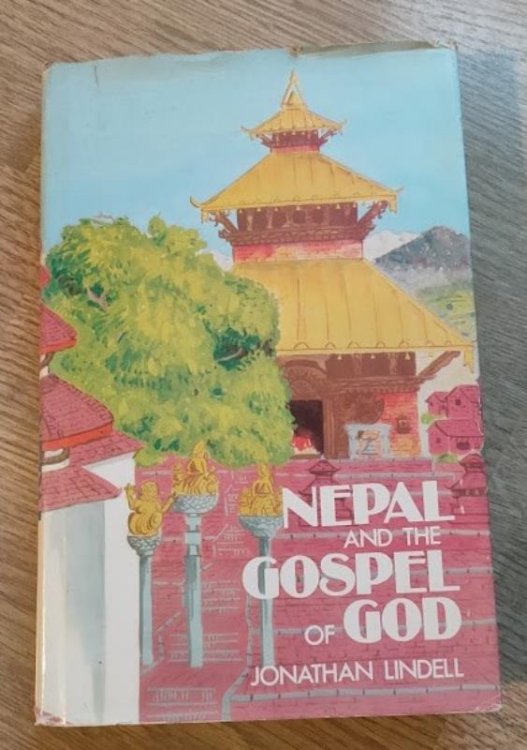 NEPAL
AND THE
GOSPEL
OF GOD
JONATHAN LINDELL